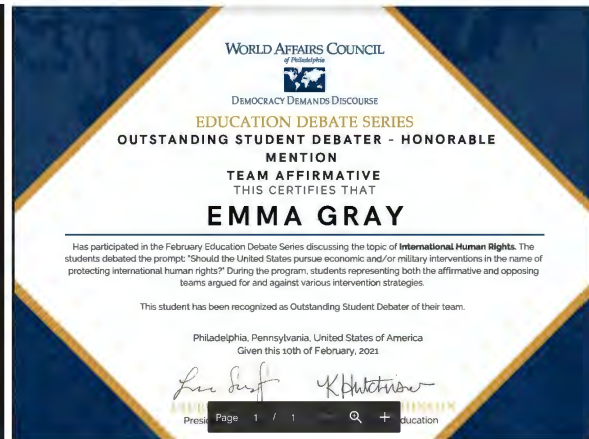 WORLD AFFAIRS COUNCIL
of Philadelphia
DEMOCRACY DEMANDS DISCOURSE
EDUCATION DEBATE SERIES
OUTSTANDING STUDENT DEBATER - HONORABLE
MENTION
TEAM AFFIRMATIVE
THIS CERTIFIES THAT
EMMA GRAY
Has participated in the February Education Debate Series discussing the topic of International Human Rights. The
students debated the prompt: "Should the United States pursue economic and/or military interventions in the name of
protecting international human rights?" During the program, students representing both the affirmative and opposing
teams argued for and against various intervention strategies.
This student has been recognized as Outstanding Student Debater of their team.
Philadelphia, Pennsylvania, United States of America
Given this 10th of February, 2021
K Hutchison
Page 1 / 1